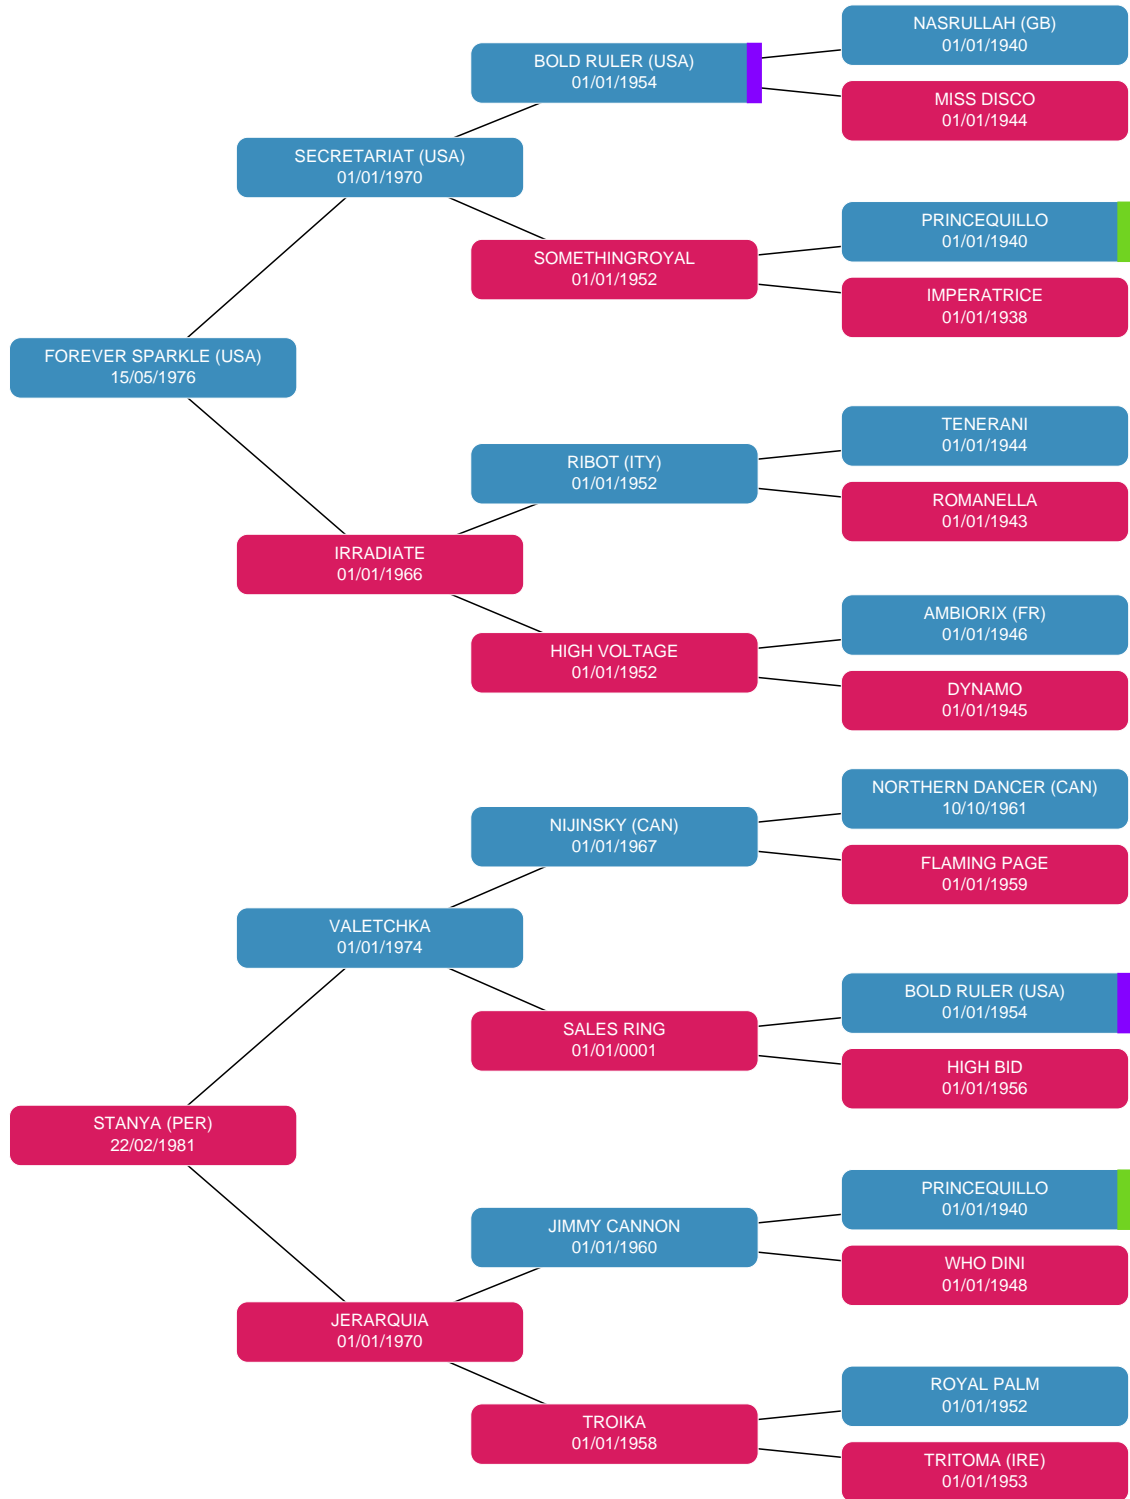 NASRULLAH (GB)
01/01/1940
BOLD RULER (USA)
01/01/1954
MISS DISCO
01/01/1944
SECRETARIAT (USA)
01/01/1970
PRINCEQUILLO
01/01/1940
SOMETHINGROYAL
01/01/1952
IMPERATRICE
01/01/1938
FOREVER SPARKLE (USA)
15/05/1976
TENERANI
01/01/1944
RIBOT (ITY)
01/01/1952
ROMANELLA
01/01/1943
IRRADIATE
01/01/1966
AMBIORIX (FR)
01/01/1946
HIGH VOLTAGE
01/01/1952
DYNAMO
01/01/1945
NORTHERN DANCER (CAN)
10/10/1961
NIJINSKY (CAN)
01/01/1967
FLAMING PAGE
01/01/1959
VALETCHKA
01/01/1974
BOLD RULER (USA)
01/01/1954
SALES RING
01/01/0001
HIGH BID
01/01/1956
STANYA (PER)
22/02/1981
PRINCEQUILLO
01/01/1940
JIMMY CANNON
01/01/1960
WHO DINI
01/01/1948
JERARQUIA
01/01/1970
ROYAL PALM
01/01/1952
TROIKA
01/01/1958
TRITOMA (IRE)
01/01/1953